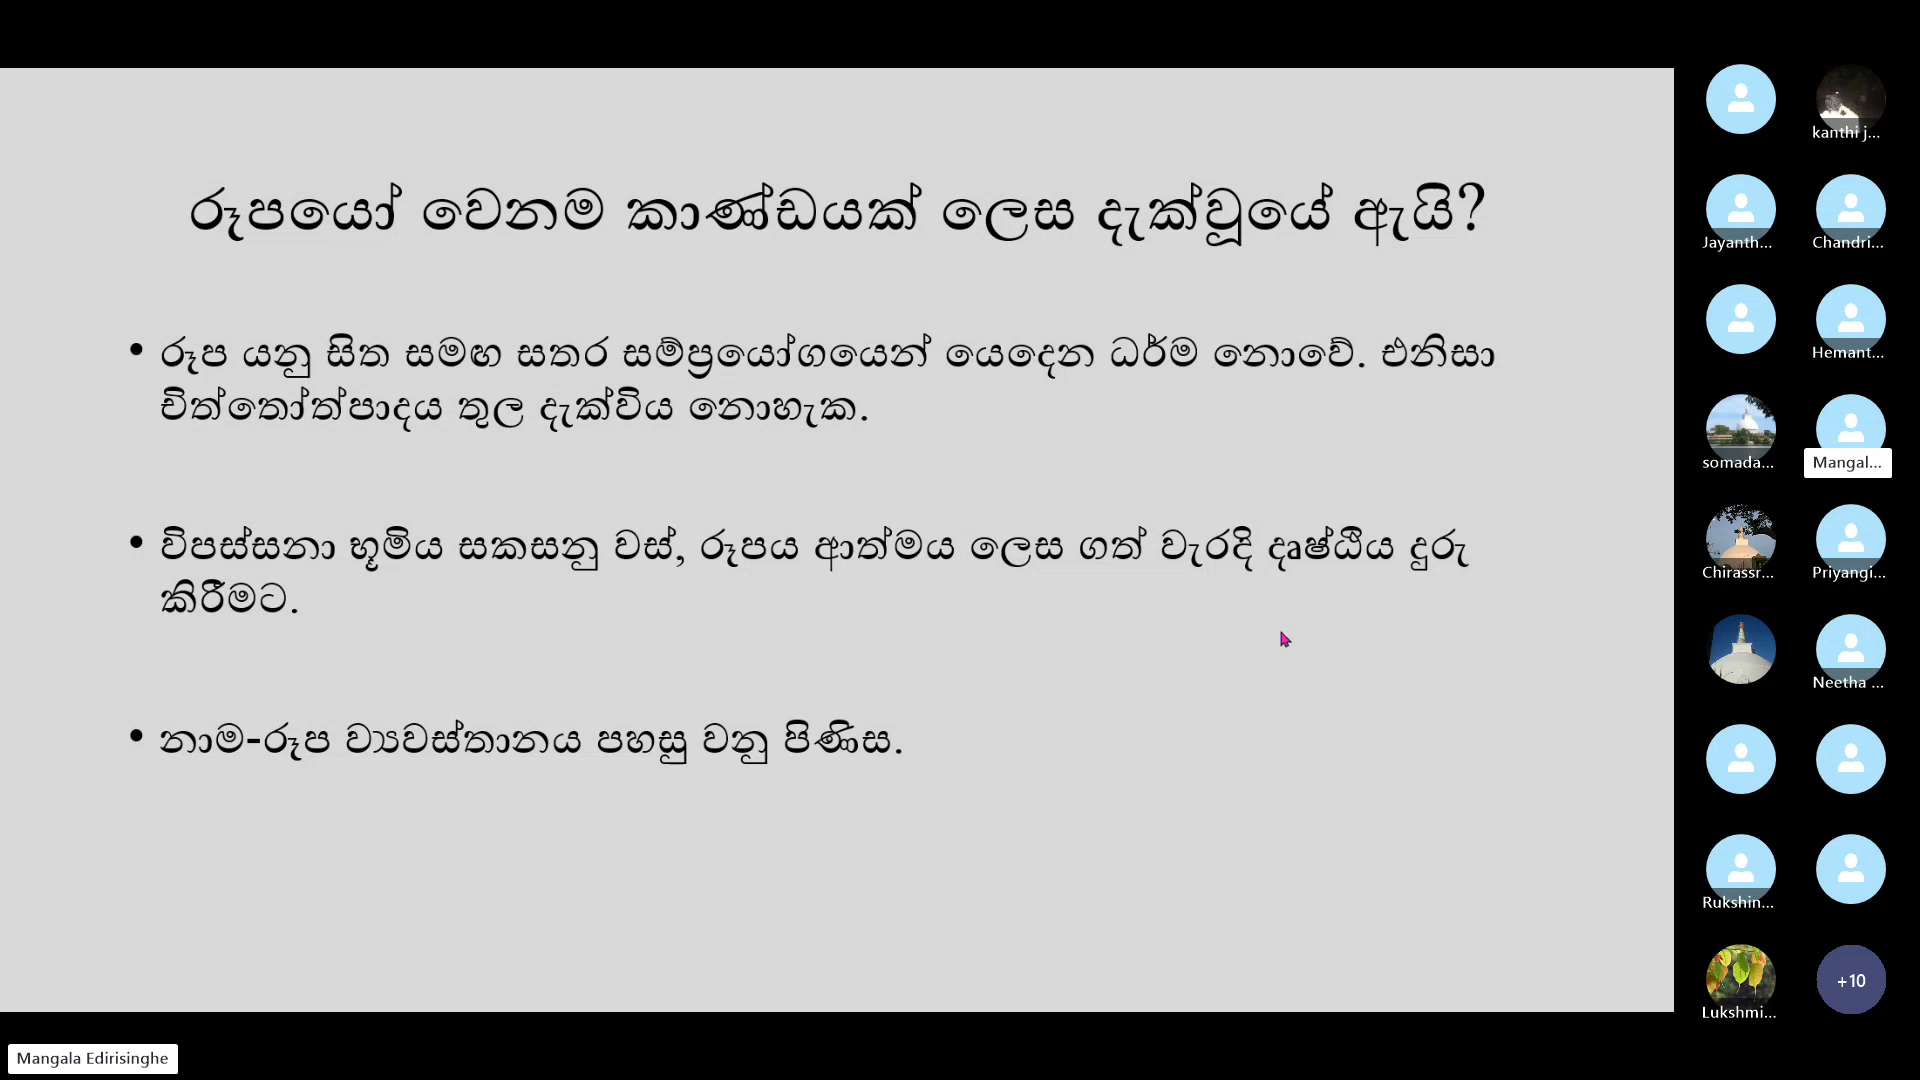 රූපයෝ වෙනම කාණ්ඩයක් ලෙස දැක්වූයේ ඇයි?
• රූප යනු සිත සමඟ සතර සම්ප්‍රයෝගයෙන් යෙදෙන ධර්ම නොවේ. එනිසා
චිත්තෝත්පාදය තුල දැක්විය නොහැක.
• විපස්සනා භූමිය සකසනු වස්, රූපය ආත්මය ලෙස ගත් වැරදි දෘෂ්ඨිය දුරු
කිරීමට.
• නාම-රූප ව්‍යවස්තානය පහසු වනු පිණිස.
kanthi j...
Jayanth...
Chandri...
Hemant...
somada...
Mangal...
Chirassr...
Priyangi...
Neetha ...
Rukshin...
Lukshmi...
+10
Mangala Edirisinghe